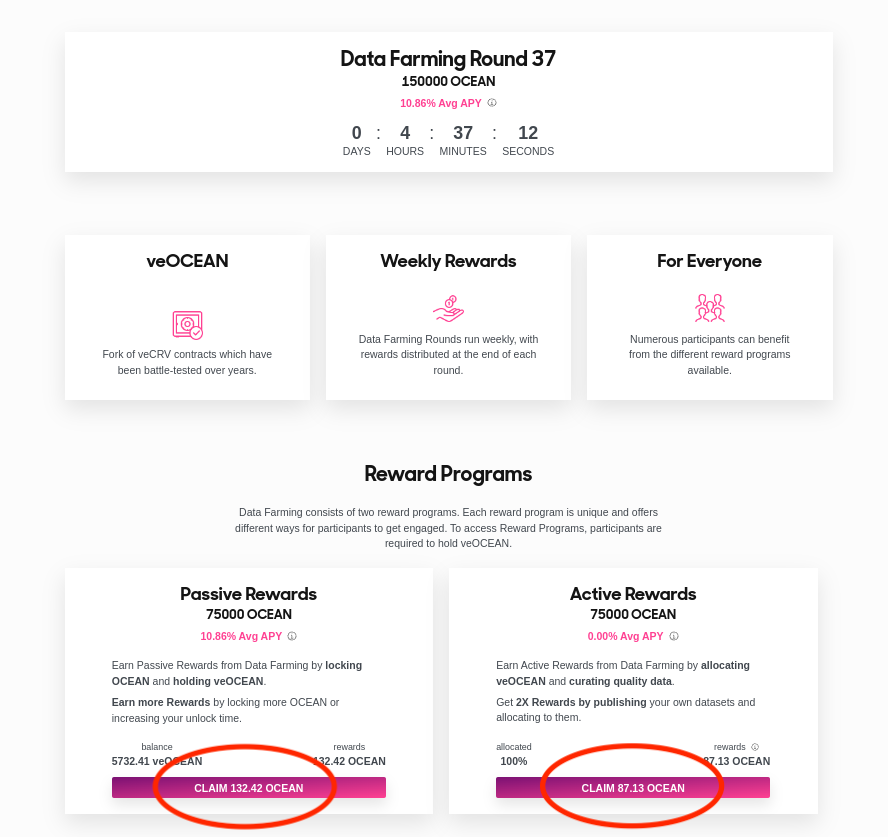 Data Farming Round 37
150000 OCEAN
10.86% Avg APY
0 : 4 : 37 : 12
DAYS HOURS MINUTES SECONDS
veOCEAN
Fork of veCRV contracts which have
been battle-tested over years.
Weekly Rewards
Data Farming Rounds run weekly, with
rewards distributed at the end of each
round.
For Everyone
Numerous participants can benefit
from the different reward programs
available.
Reward Programs
Data Farming consists of two reward programs. Each reward program is unique and offers
different ways for participants to get engaged. To access Reward Programs, participants are
required to hold veOCEAN.
Passive Rewards
75000 OCEAN
10.86% Avg APY
Earn Passive Rewards from Data Farming by locking
OCEAN and holding veOCEAN.
Earn more Rewards by locking more OCEAN or
increasing your unlock time.
balance rewards
5732.41 veOCEAN 132.42 OCEAN
CLAIM 132.42 OCEAN
Active Rewards
75000 OCEAN
0.00% Avg APY
Earn Active Rewards from Data Farming by allocating
veOCEAN and curating quality data.
Get 2X Rewards by publishing your own datasets and
allocating to them.
allocated rewards
100% 87.13 OCEAN
CLAIM 87.13 OCEAN